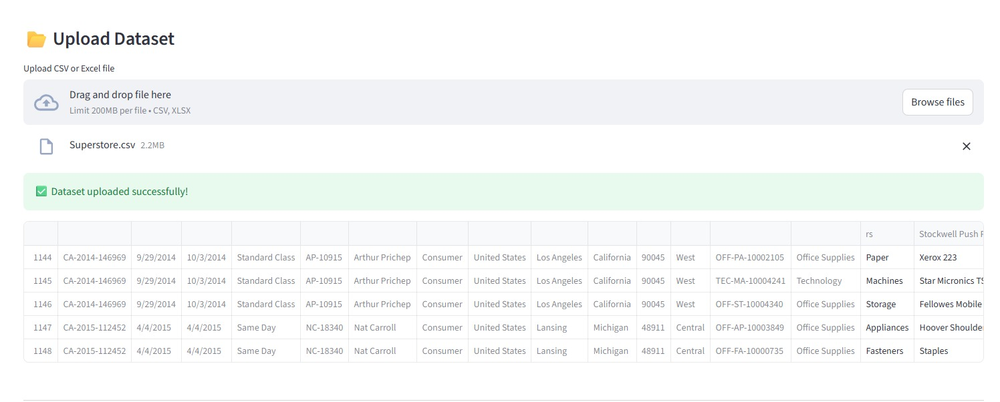 Upload Dataset
Upload CSV or Excel file
Drag and drop file here
Limit 200MB per file • CSV, XLSX
Browse files
Superstore.csv 2.2MB
Dataset uploaded successfully!
rs Stockwell Push
1144 CA-2014-146969 9/29/2014 10/3/2014 Standard Class AP-10915 Arthur Prichep Consumer United States Los Angeles California 90045 West OFF-PA-10002105 Office Supplies Paper Xerox 223
1145 CA-2014-146969 9/29/2014 10/3/2014 Standard Class AP-10915 Arthur Prichep Consumer United States Los Angeles California 90045 West TEC-MA-10004241 Technology Machines Star Micronics
1146 CA-2014-146969 9/29/2014 10/3/2014 Standard Class AP-10915 Arthur Prichep Consumer United States Los Angeles California 90045 West OFF-ST-10004340 Office Supplies Storage Fellowes Mobile
1147 CA-2015-112452 4/4/2015 4/4/2015 Same Day NC-18340 Nat Carroll Consumer United States Lansing Michigan 48911 Central OFF-AP-10003849 Office Supplies Appliances Hoover
1148 CA-2015-112452 4/4/2015 4/4/2015 Same Day NC-18340 Nat Carroll Consumer United States Lansing Michigan 48911 Central OFF-FA-10000735 Office Supplies Fasteners Staples